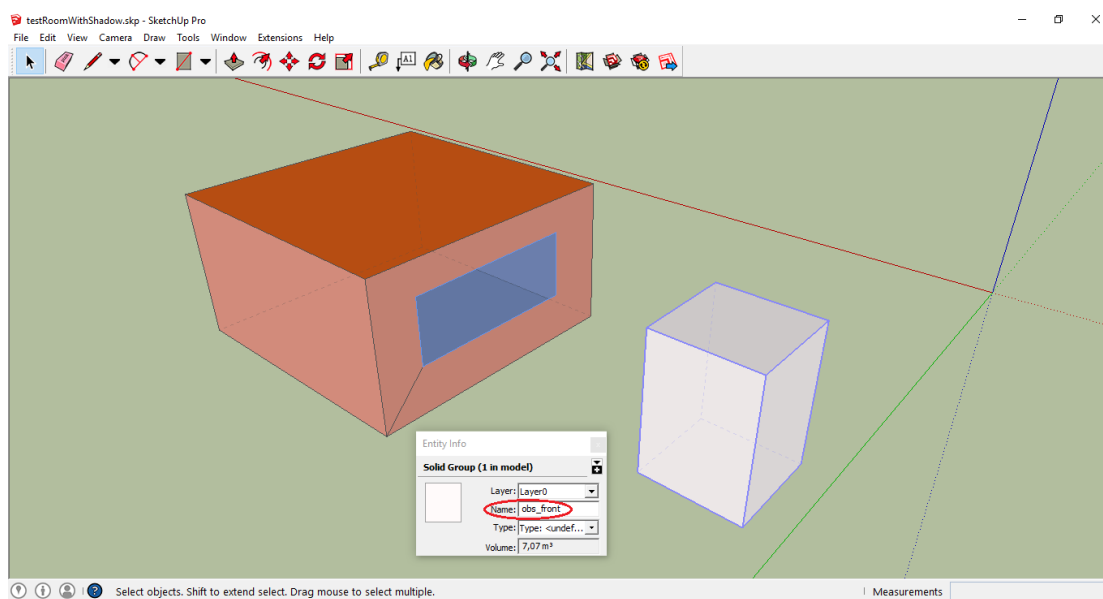 testRoomWithShadow.skp - SketchUp Pro
File Edit View Camera Draw Tools Window Extensions Help
A1
Entity Info
Solid Group (1 in model)
Layer: Layer0
Name: obs_front
Type: Type: <undef...
Volume: 7,07 m³
Select objects. Shift to extend select. Drag mouse to select multiple.
Measurements